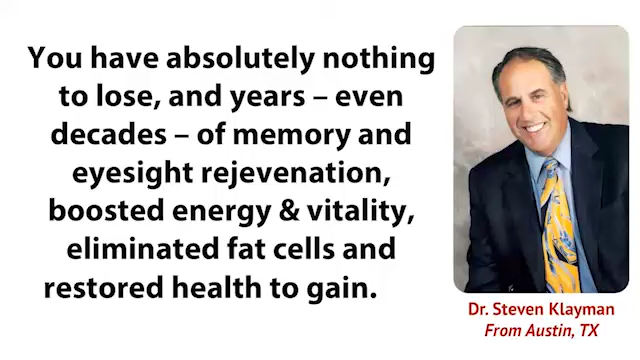 You have absolutely nothing
to lose, and years – even
decades – of memory and
eyesight rejevenation,
boosted energy & vitality,
eliminated fat cells and
restored health to gain.
Dr. Steven Klayman
From Austin, TX